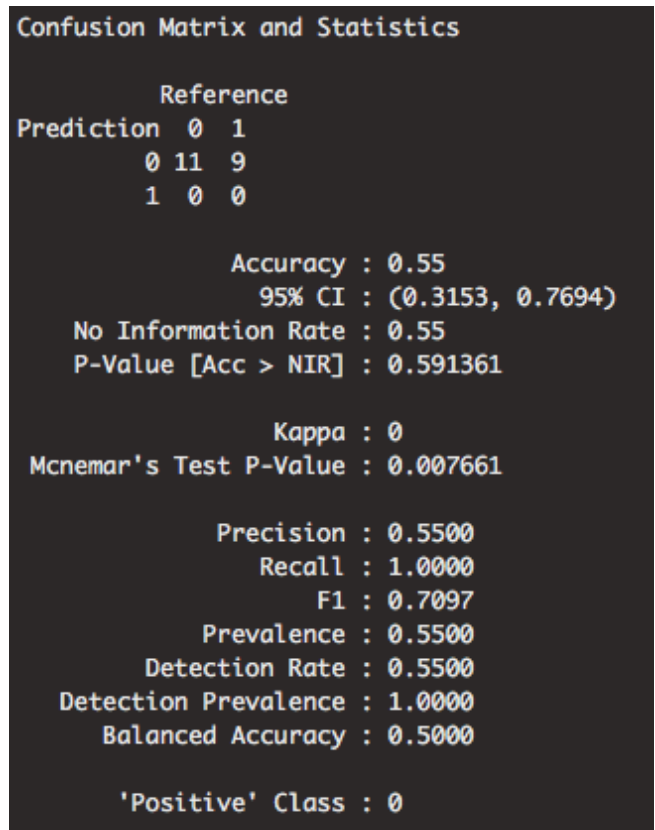 Confusion Matrix and Statistics
Reference
Prediction 0 1
0 11 9
1 0 0
Accuracy : 0.55
95% CI : (0.3153, 0.7694)
No Information Rate : 0.55
P-Value [Acc > NIR] : 0.591361
Kappa : 0
Mcnemar's Test P-Value : 0.007661
Precision : 0.5500
Recall : 1.0000
F1 : 0.7097
Prevalence : 0.5500
Detection Rate : 0.5500
Detection Prevalence : 1.0000
Balanced Accuracy : 0.5000
'Positive' Class : 0